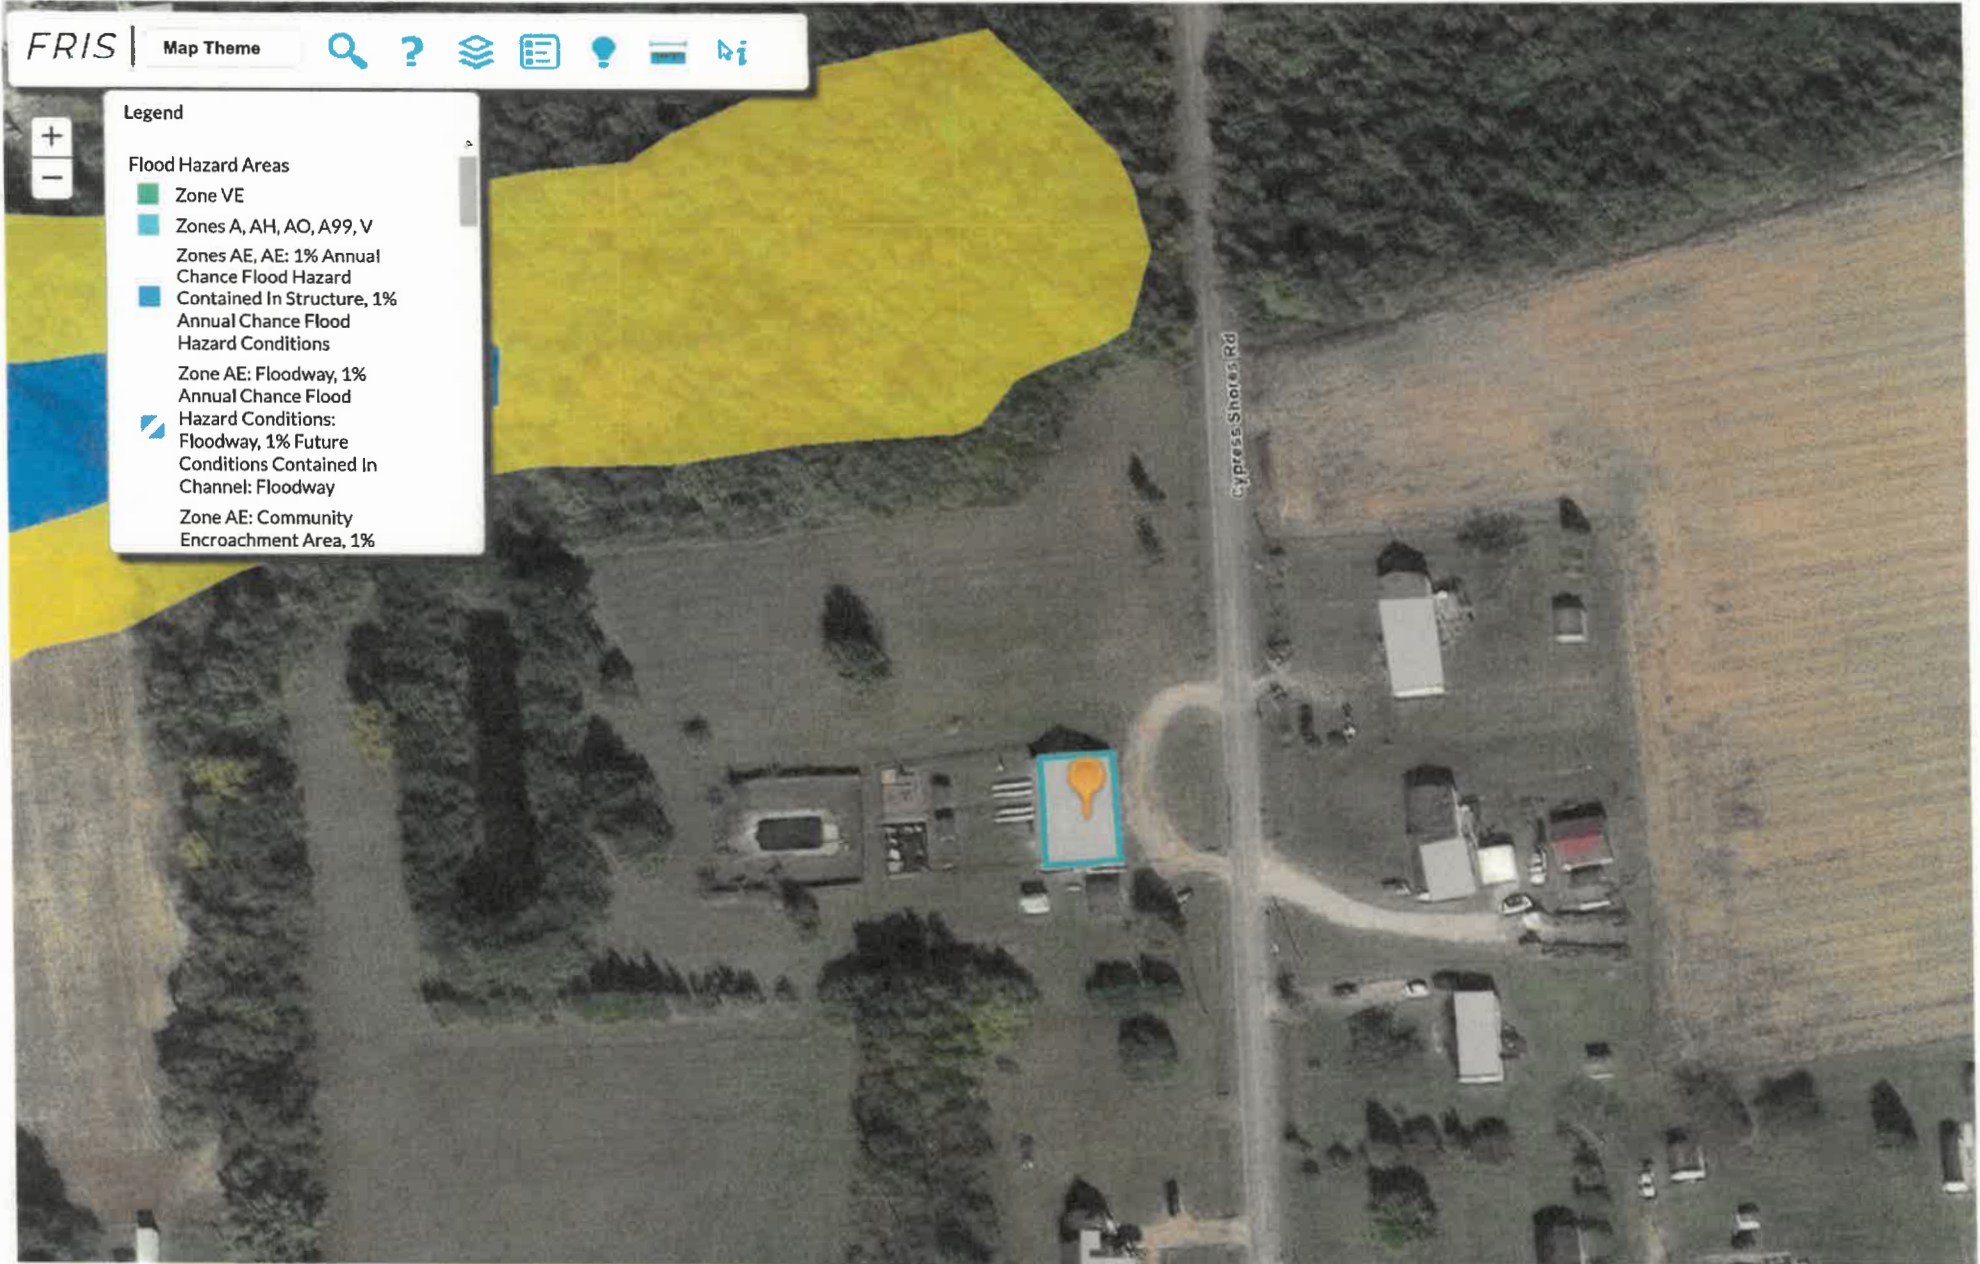 FRIS
Map Theme
?
i
+
−
Legend
Flood Hazard Areas
Zone VE
Zones A, AH, AO, A99, V
Zones AE, AE: 1% Annual
Chance Flood Hazard
Contained In Structure, 1%
Annual Chance Flood
Hazard Conditions
Zone AE: Floodway, 1%
Annual Chance Flood
Hazard Conditions:
Floodway, 1% Future
Conditions Contained In
Channel: Floodway
Zone AE: Community
Encroachment Area, 1%
Cypress Shores Rd